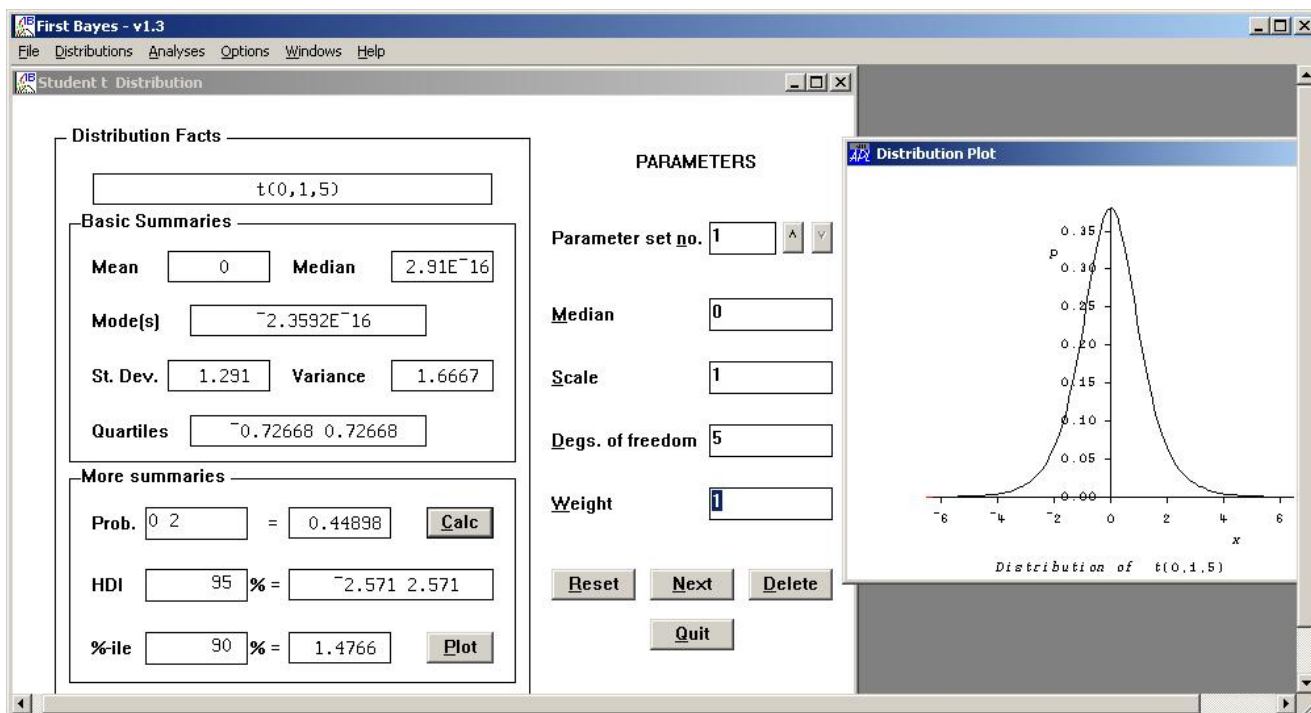 First Bayes - v1.3
File Distributions Analyses Options Windows Help
Student t Distribution
Distribution Facts
t(0,1,5)
Basic Summaries
Mean 0 Median 2.91E¯16
Mode(s) ¯2.3592E¯16
St. Dev. 1.291 Variance 1.6667
Quartiles ¯0.72668 0.72668
More summaries
Prob. 0 2 = 0.44898 Calc
HDI 95 % = ¯2.571 2.571
%-ile 90 % = 1.4766 Plot
PARAMETERS
Parameter set no. 1 ^ v
Median 0
Scale 1
Degs. of freedom 5
Weight 1
Reset Next Delete
Quit
Distribution Plot
0.35
p
0.30
0.25
0.20
0.15
0.10
0.05
0.00
¯6 ¯4 ¯2 0 2 4 6
x
Distribution of t(0,1,5)